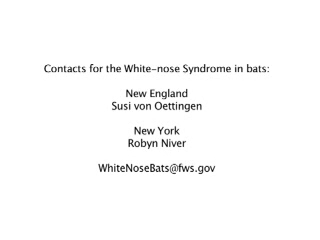 Contacts for the White-nose Syndrome in bats:
New England
Susi von Oettingen
New York
Robyn Niver
WhiteNoseBats@fws.gov